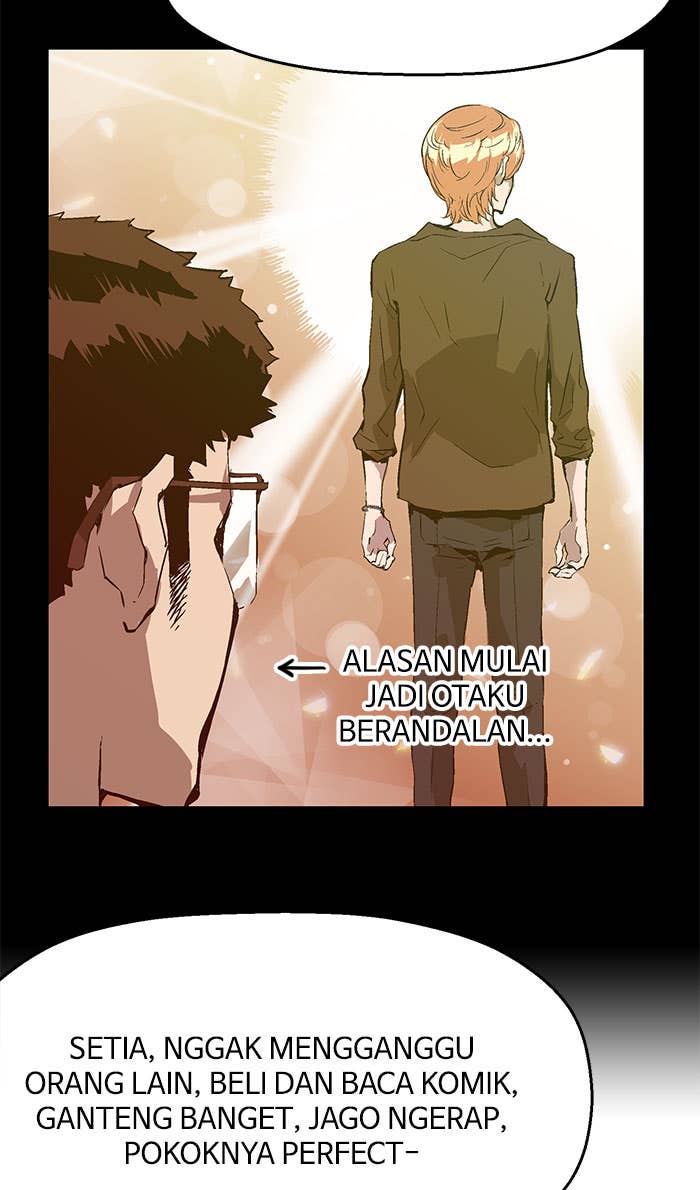 ALASAN MULAI
JADI OTAKU
BERANDALAN...
SETIA, NGGAK MENGGANGGU
ORANG LAIN, BELI DAN BACA KOMIK,
GANTENG BANGET, JAGO NGERAP,
POKOKNYA PERFECT-